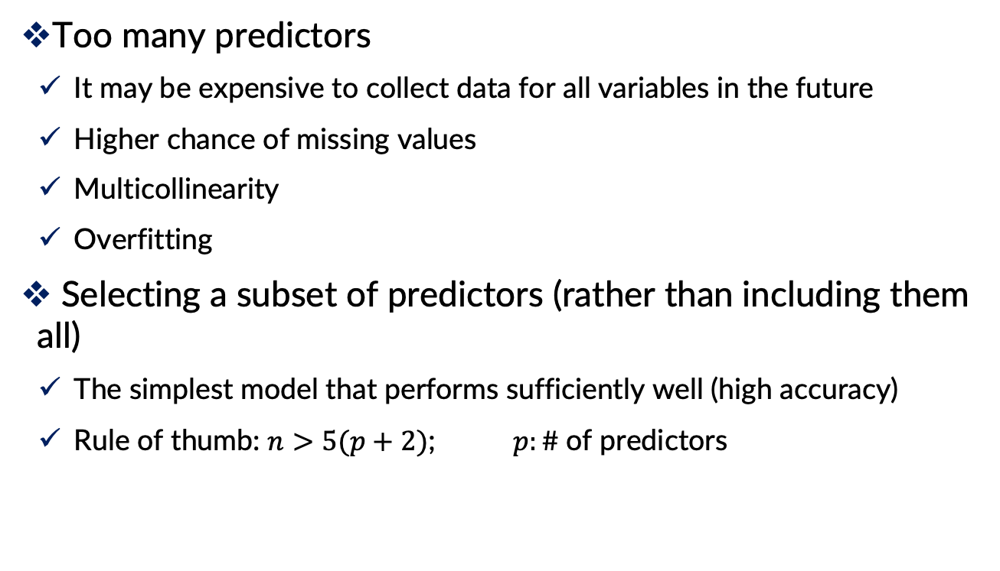 ❖Too many predictors
✓ It may be expensive to collect data for all variables in the future
✓ Higher chance of missing values
✓ Multicollinearity
✓ Overfitting
❖ Selecting a subset of predictors (rather than including them
all)
✓ The simplest model that performs sufficiently well (high accuracy)
✓ Rule of thumb: 𝑛 > 5(𝑝 + 2); 𝑝: # of predictors